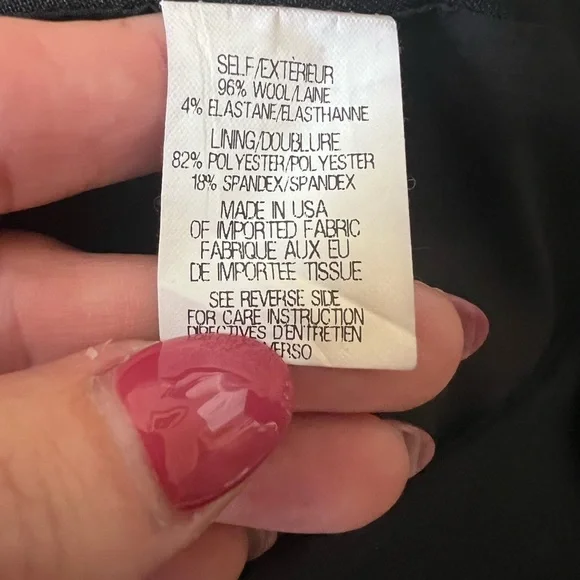 SELF/EXTÉRIEUR
96% WOOL/LAINE
4% ELASTANE/ELASTHANNE
LINING/DOUBLURE
82% POLYESTER/POLYESTER
18% SPANDEX/SPANDEX
MADE IN USA
OF IMPORTED FABRIC
FABRIQUE AUX EU
DE IMPORTEE TISSUE
SEE REVERSE SIDE
FOR CARE INSTRUCTION
DIRECTIVES D'ENTRETIEN